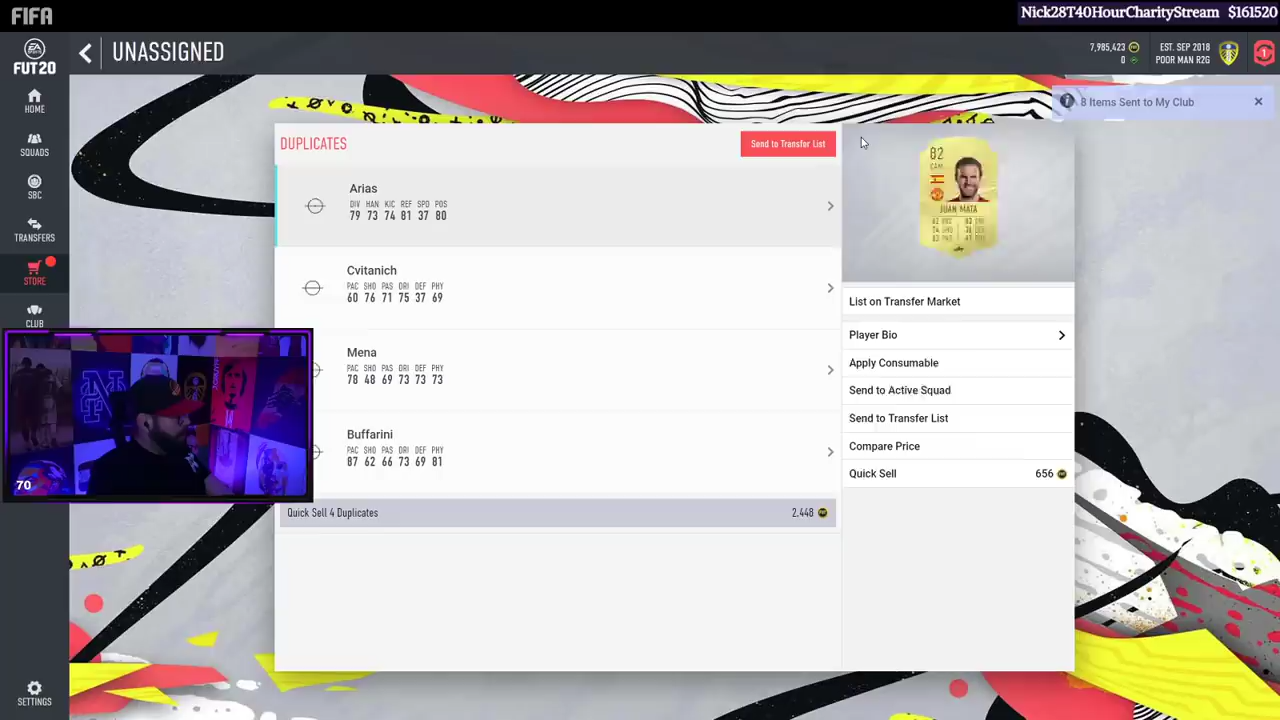 FIFA
Nick28T40HourCharityStream $161520
EA SPORTS
FUT20
UNASSIGNED
7,985,423
0
EST. SEP 2018
POOR MAN R2G
1
8 Items Sent to My Club
HOME
SQUADS
SBC
TRANSFERS
STORE
CLUB
SETTINGS
DUPLICATES
Send to Transfer List
Arias
DIV HAN KIC REF SPD POS
79 73 74 81 37 80
Cvitanich
PAC SHO PAS DRI DEF PHY
60 76 71 75 37 69
Mena
PAC SHO PAS DRI DEF PHY
78 48 69 73 73 73
Buffarini
PAC SHO PAS DRI DEF PHY
87 62 66 73 69 81
Quick Sell 4 Duplicates 2,448
82
CAM
JUAN MATA
List on Transfer Market
Player Bio
Apply Consumable
Send to Active Squad
Send to Transfer List
Compare Price
Quick Sell 656
70